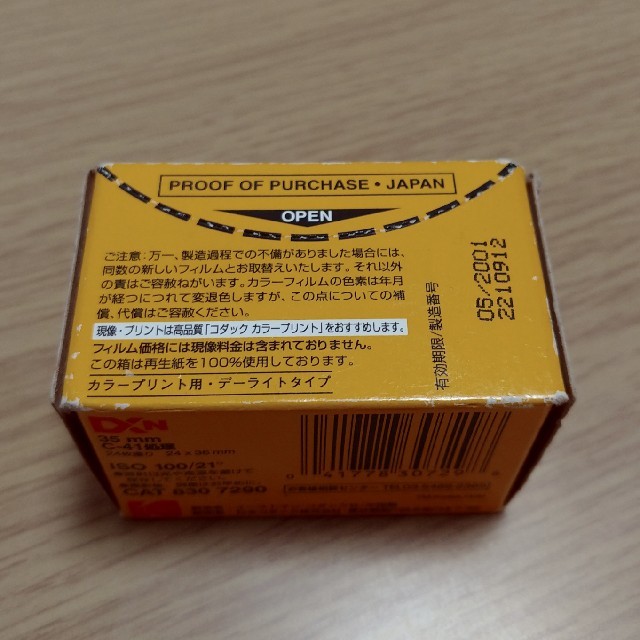 PROOF OF PURCHASE • JAPAN
OPEN
ご注意：万一、製造過程での不備がありました場合には、
同数の新しいフィルムとお取替えいたします。それ以外
の責はご容赦ねがいます。カラーフィルムの色素は年月
が経つにつれて変退色しますが、この点についての補
償、代償はご容赦ください。
現像・プリントは高品質「コダック カラープリント」をおすすめします。
フィルム価格には現像料金は含まれておりません。
この箱は再生紙を100%使用しております。
カラープリント用・デーライトタイプ
有効期限/製造番号
05/2001
2210912
DXN
35 mm
C-41処理
24枚撮り 24×36mm
ISO 100/21°
CAT 630 7290